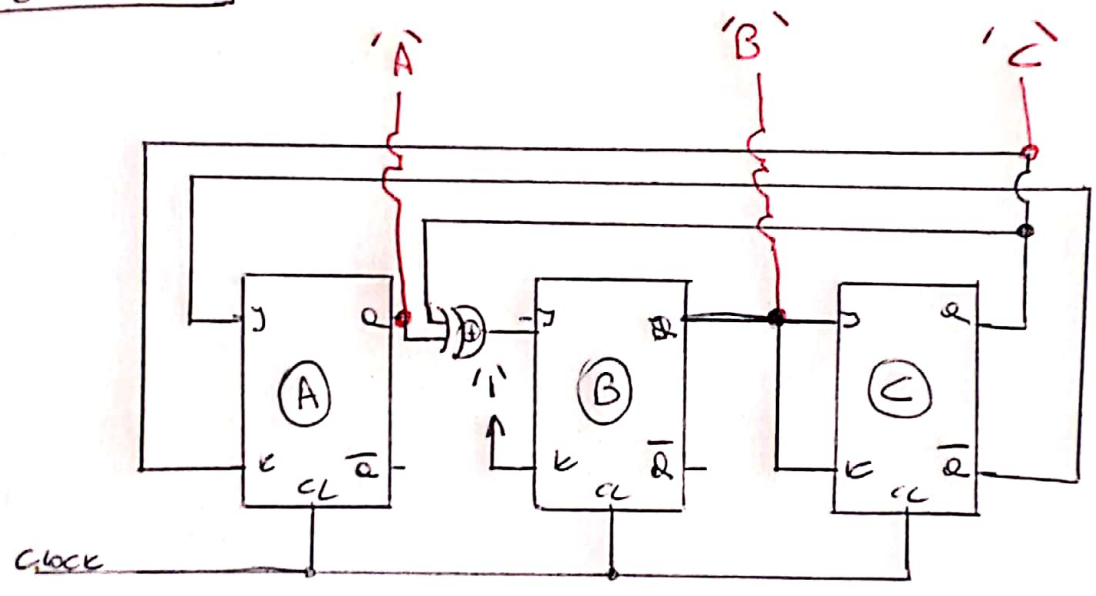 'A' 'B' 'C'
J Q J Q J Q
A '1' B C
K Q̅ K Q̅ K Q̅
CL CL CL
CLOCK